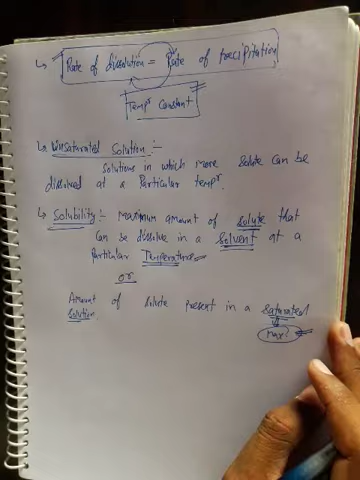 ↳ Rate of dissolution = Rate of Precipitation
Tempr Constant
↳ Unsaturated Solution :-
Solutions in which more solute can be
dissolved at a Particular tempr.
↳ Solubility :- Maximum amount of solute that
can be dissolve in a solvent at a
particular Temperature
or
Amount of solute present in a saturated
solution.